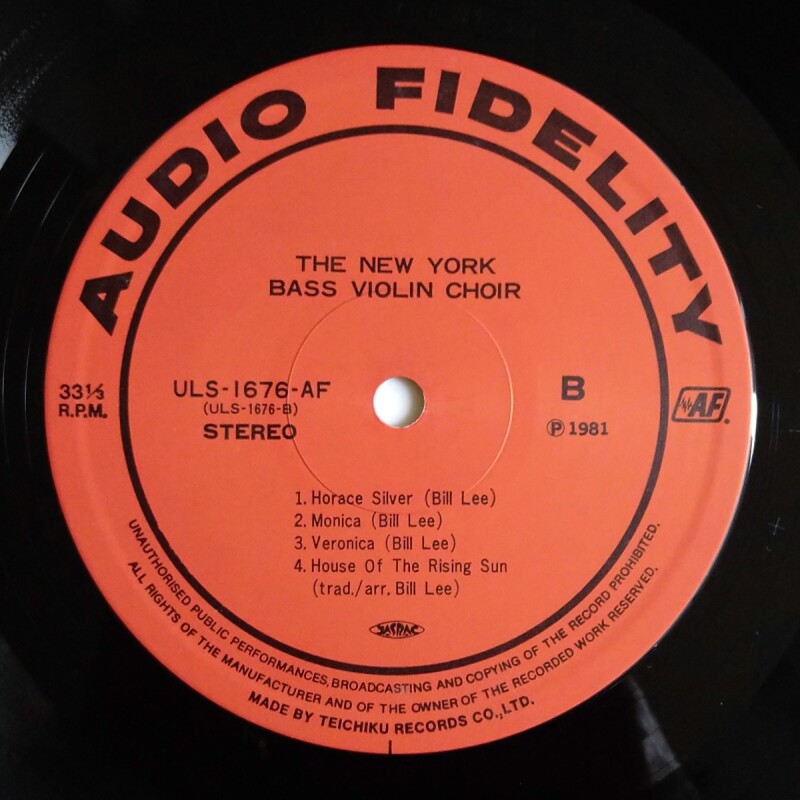 AUDIO FIDELITY
THE NEW YORK
BASS VIOLIN CHOIR
33⅓
R.P.M.
ULS-1676-AF
(ULS-1676-B)
STEREO
B
Ⓟ 1981
AF.
1. Horace Silver (Bill Lee)
2. Monica (Bill Lee)
3. Veronica (Bill Lee)
4. House Of The Rising Sun
(trad./arr. Bill Lee)
JASRAC
UNAUTHORISED PUBLIC PERFORMANCES, BROADCASTING AND COPYING OF THE RECORD PROHIBITED.
ALL RIGHTS OF THE MANUFACTURER AND OF THE OWNER OF THE RECORDED WORK RESERVED.
MADE BY TEICHIKU RECORDS CO., LTD.